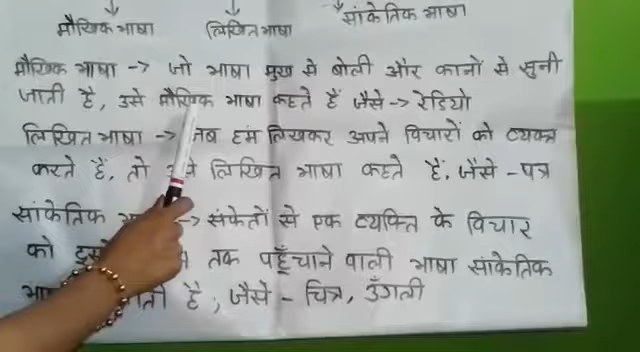 मौखिक भाषा लिखित भाषा सांकेतिक भाषा
मौखिक भाषा -> जो भाषा मुख से बोली और कानों से सुनी
जाती है, उसे मौखिक भाषा कहते हैं जैसे -> रेडियो
लिखित भाषा -> जब हम लिखकर अपने विचारों को व्यक्त
करते हैं, तो लिखित भाषा कहते हैं, जैसे - पत्र
सांकेतिक -> संकेतों से एक व्यक्ति के विचार
को तक पहुँचाने वाली भाषा सांकेतिक
है, जैसे - चित्र, उँगली